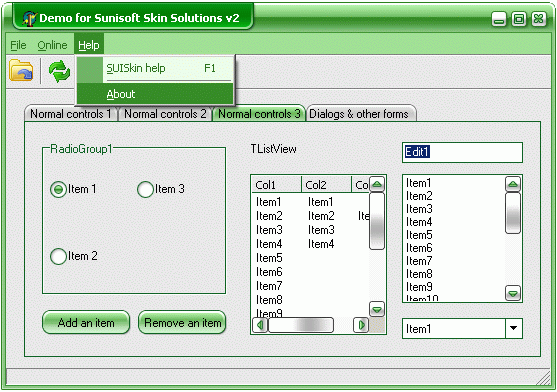 Demo for Sunisoft Skin Solutions v2
File Online Help
SUISkin help F1
About
Normal controls 1 Normal controls 2 Normal controls 3 Dialogs & other forms
RadioGroup1
Item 1 Item 3
Item 2
Add an item Remove an item
TListView
Col1 Col2 Co
Item1 Item1
Item2 Item2 Ite
Item3 Item3
Item4 Item4
Item5
Item6
Item7
Item8
Item9
Edit1
Item1
Item2
Item3
Item4
Item5
Item6
Item7
Item8
Item9
Item10
Item1